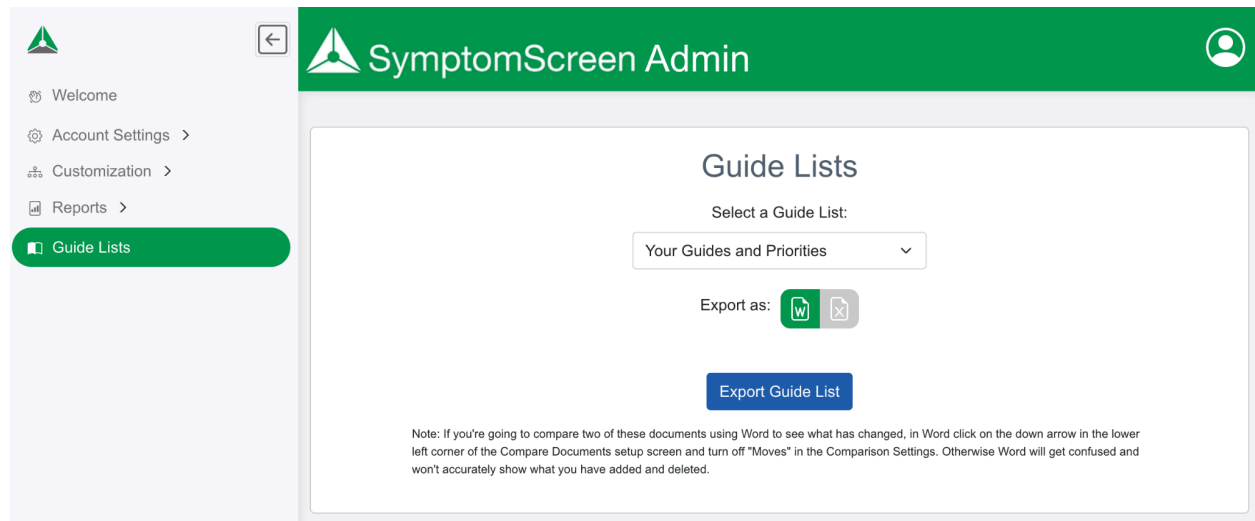 SymptomScreen Admin
Welcome
Account Settings
Customization
Reports
Guide Lists
Guide Lists
Select a Guide List:
Your Guides and Priorities
Export as:
W X
Export Guide List
Note: If you're going to compare two of these documents using Word to see what has changed, in Word click on the down arrow in the lower
left corner of the Compare Documents setup screen and turn off "Moves" in the Comparison Settings. Otherwise Word will get confused and
won't accurately show what you have added and deleted.